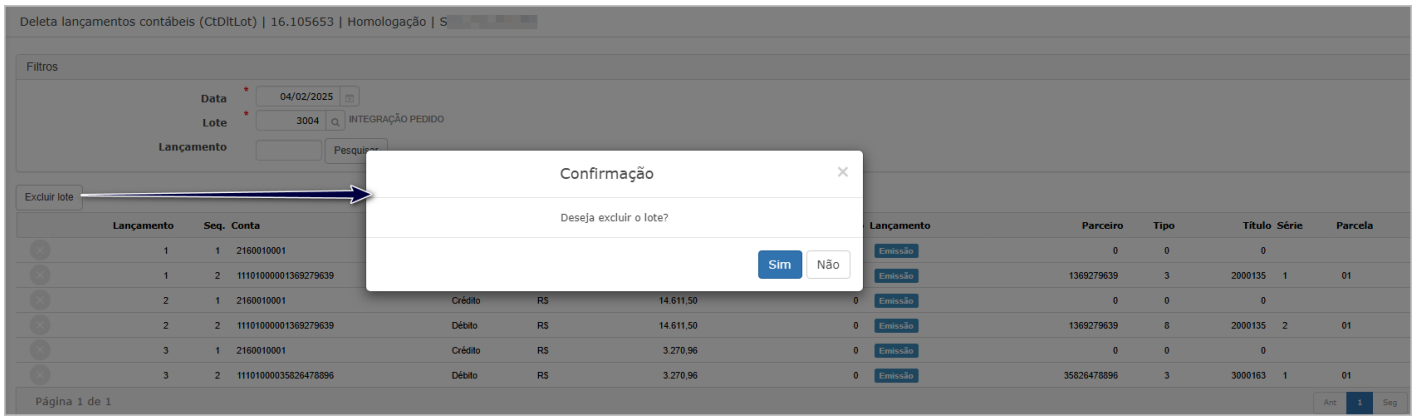 Deleta lançamentos contábeis (CtDltLot) | 16.105653 | Homologação | S
Filtros
Data * 04/02/2025
Lote * 3004 INTEGRAÇÃO PEDIDO
Lançamento Pesquisar
Confirmação ×
Excluir lote
Deseja excluir o lote?
Lançamento Seq. Conta Lançamento Parceiro Tipo Título Série Parcela
1 1 2160010001 Emissão 0 0 0
Sim Não
1 2 11101000001369279639 Emissão 1369279639 3 2000135 1 01
2 1 2160010001 Crédito R$ 14.611,50 0 Emissão 0 0 0
2 2 11101000001369279639 Débito R$ 14.611,50 0 Emissão 1369279639 8 2000135 2 01
3 1 2160010001 Crédito R$ 3.270,96 0 Emissão 0 0 0
3 2 11101000035826478896 Débito R$ 3.270,96 0 Emissão 35826478896 3 3000163 1 01
Página 1 de 1 Ant 1 Seg